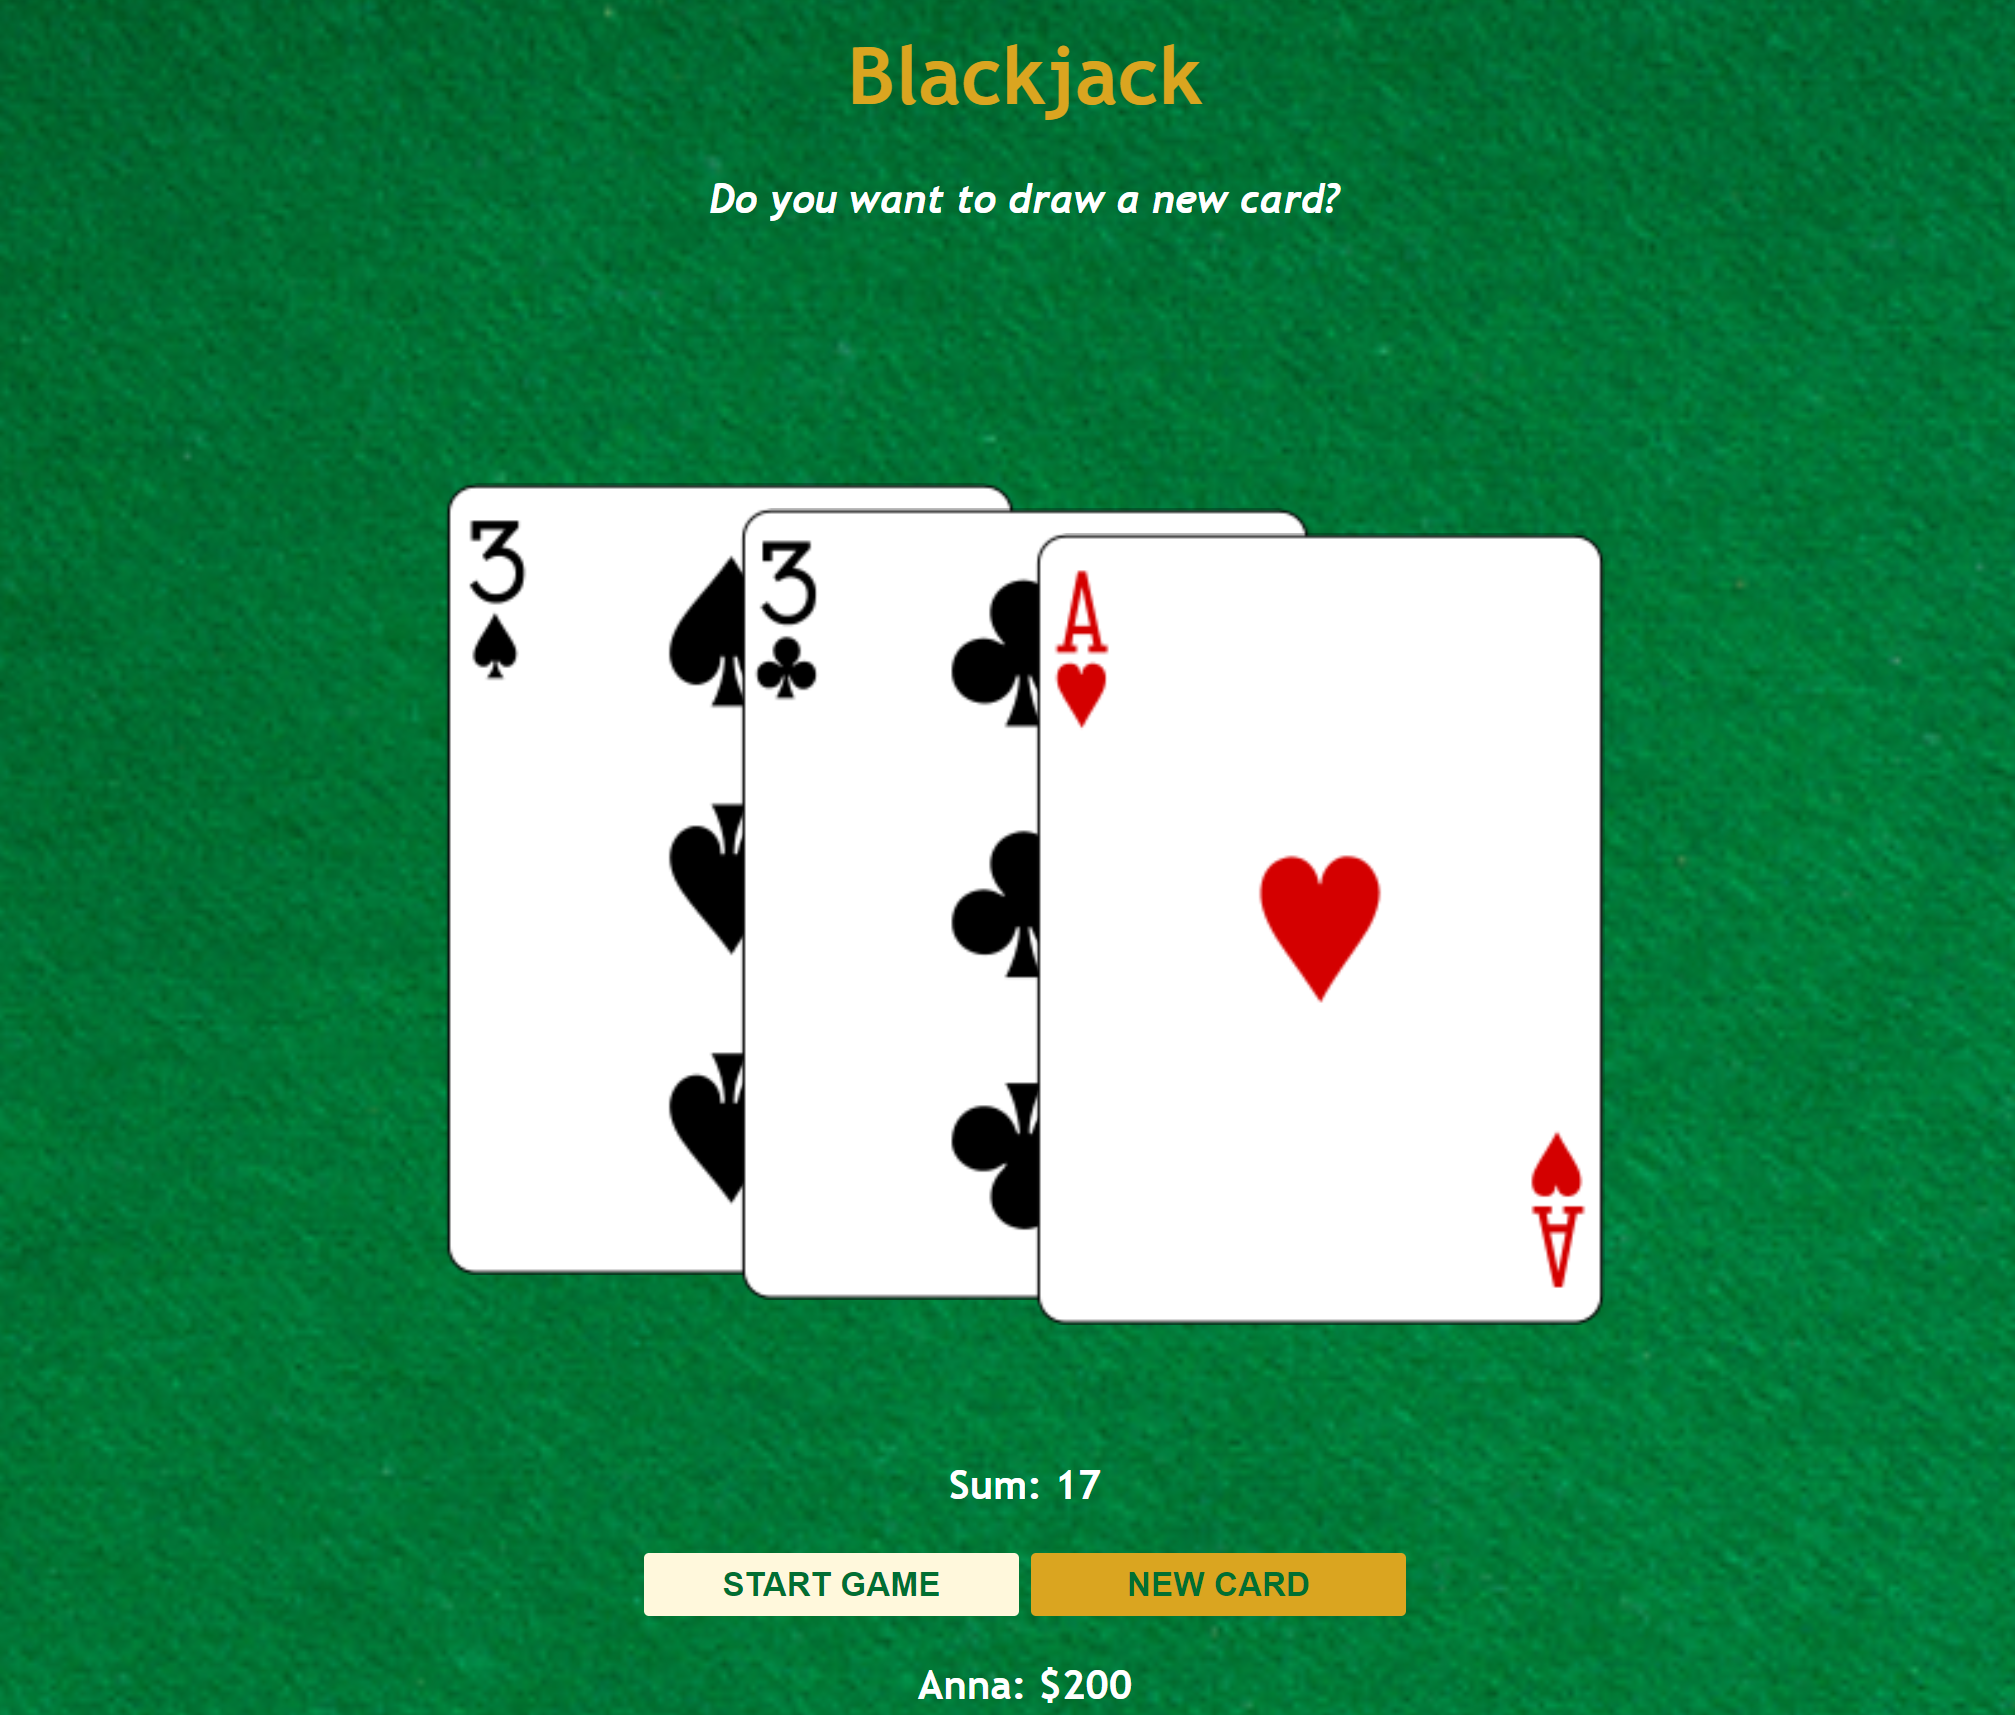 Blackjack
Do you want to draw a new card?
3
3
A
A
Sum: 17
START GAME
NEW CARD
Anna: $200